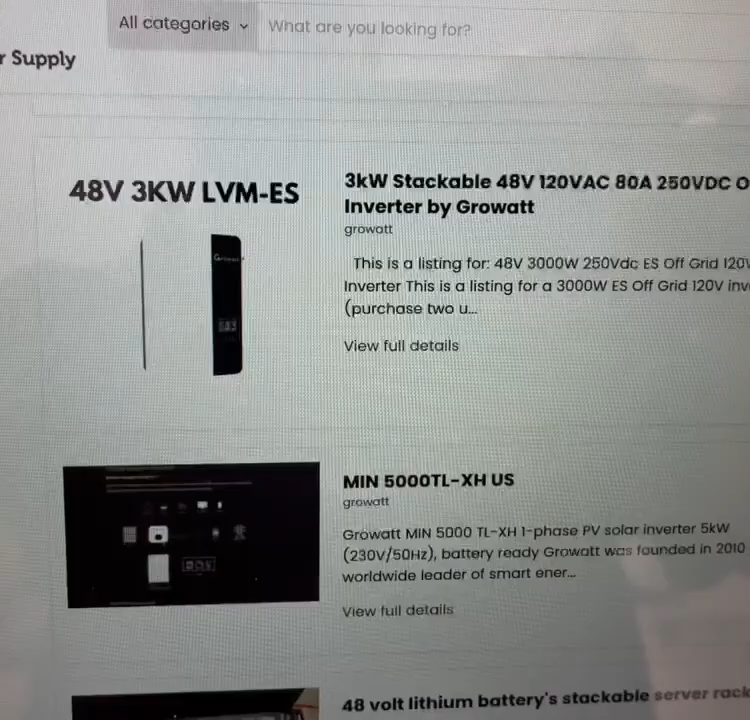 All categories
What are you looking for?
r Supply
48V 3KW LVM-ES
3kW Stackable 48V 120VAC 80A 250VDC O
Inverter by Growatt
growatt
This is a listing for: 48V 3000W 250Vdc ES Off Grid 120V
Inverter This is a listing for a 3000W ES Off Grid 120V inv
(purchase two u...
View full details
MIN 5000TL-XH US
growatt
Growatt MIN 5000 TL-XH 1-phase PV solar inverter 5kW
(230V/50Hz), battery ready Growatt was founded in 2010
worldwide leader of smart ener...
View full details
48 volt lithium battery's stackable server rack